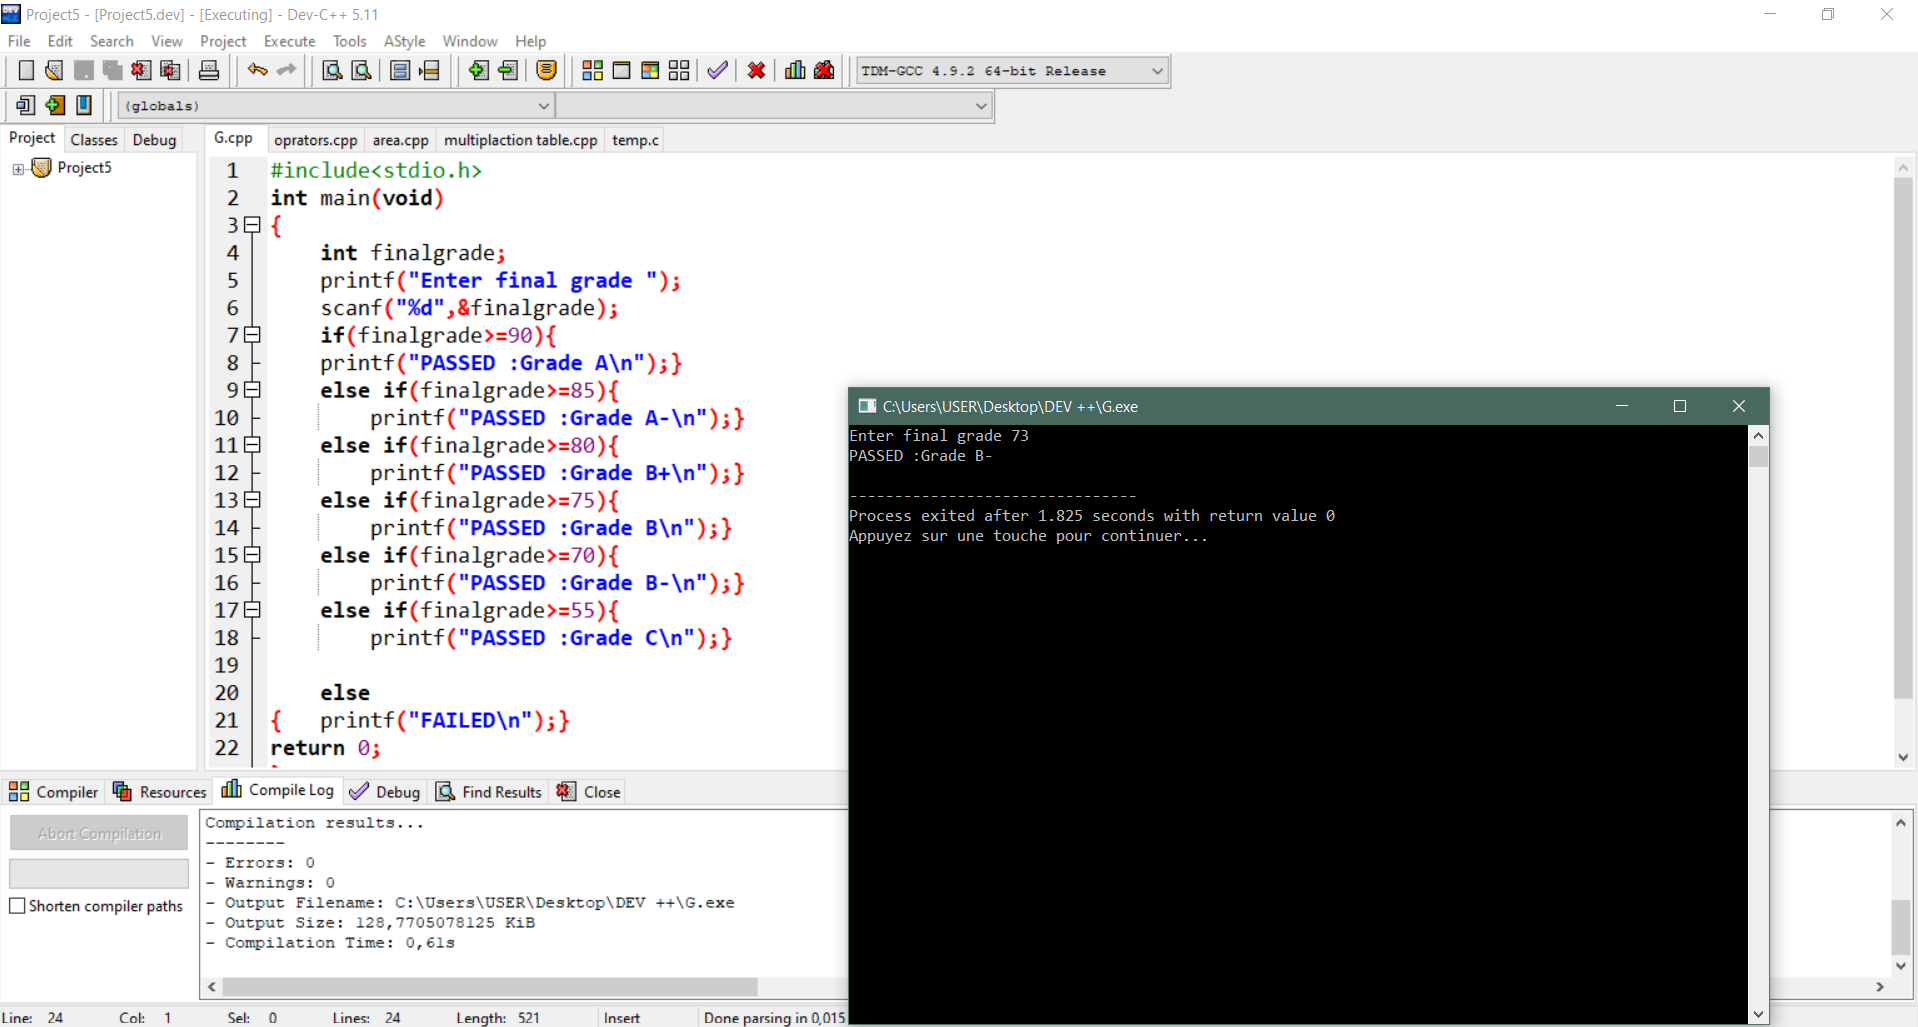 Project5 - [Project5.dev] - [Executing] - Dev-C++ 5.11
File Edit Search View Project Execute Tools AStyle Window Help
TDM-GCC 4.9.2 64-bit Release
(globals)
Project Classes Debug
G.cpp oprators.cpp area.cpp multiplaction table.cpp temp.c
Project5
1 #include<stdio.h>
2 int main(void)
3 {
4 int finalgrade;
5 printf("Enter final grade ");
6 scanf("%d",&finalgrade);
7 if(finalgrade>=90){
8 printf("PASSED :Grade A\n");}
9 else if(finalgrade>=85){
10 printf("PASSED :Grade A-\n");}
11 else if(finalgrade>=80){
12 printf("PASSED :Grade B+\n");}
13 else if(finalgrade>=75){
14 printf("PASSED :Grade B\n");}
15 else if(finalgrade>=70){
16 printf("PASSED :Grade B-\n");}
17 else if(finalgrade>=55){
18 printf("PASSED :Grade C\n");}
19
20 else
21 { printf("FAILED\n");}
22 return 0;
C:\Users\USER\Desktop\DEV ++\G.exe
Enter final grade 73
PASSED :Grade B-
--------------------------------
Process exited after 1.825 seconds with return value 0
Appuyez sur une touche pour continuer...
Compiler Resources Compile Log Debug Find Results Close
Abort Compilation
Shorten compiler paths
Compilation results...
--------
- Errors: 0
- Warnings: 0
- Output Filename: C:\Users\USER\Desktop\DEV ++\G.exe
- Output Size: 128,7705078125 KiB
- Compilation Time: 0,61s
Line: 24 Col: 1 Sel: 0 Lines: 24 Length: 521 Insert Done parsing in 0,015